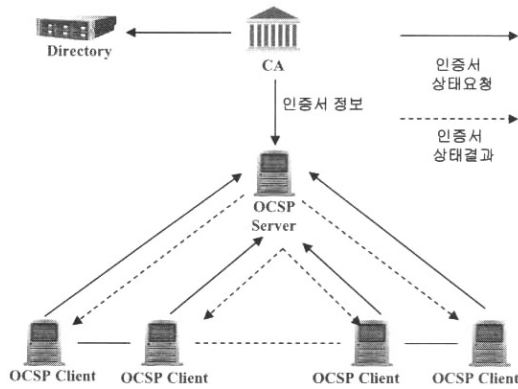 Directory
CA
인증서
상태요청
인증서 정보
인증서
상태결과
OCSP
Server
OCSP Client
OCSP Client
OCSP Client
OCSP Client